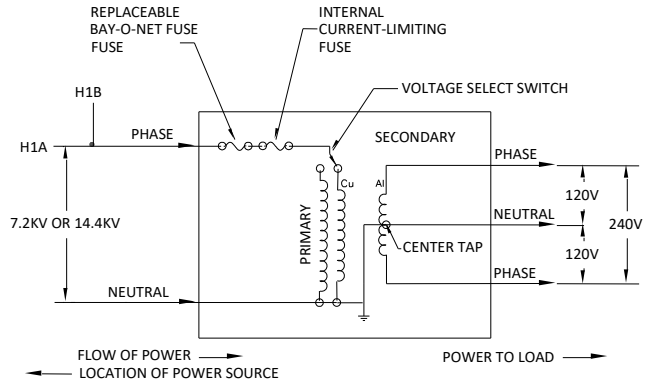 REPLACEABLE
BAY-O-NET FUSE
FUSE
INTERNAL
CURRENT-LIMITING
FUSE
H1B
VOLTAGE SELECT SWITCH
H1A
PHASE
SECONDARY
PHASE
Cu
Al
120V
7.2KV OR 14.4KV
PRIMARY
NEUTRAL
240V
CENTER TAP
120V
PHASE
NEUTRAL
FLOW OF POWER
POWER TO LOAD
LOCATION OF POWER SOURCE